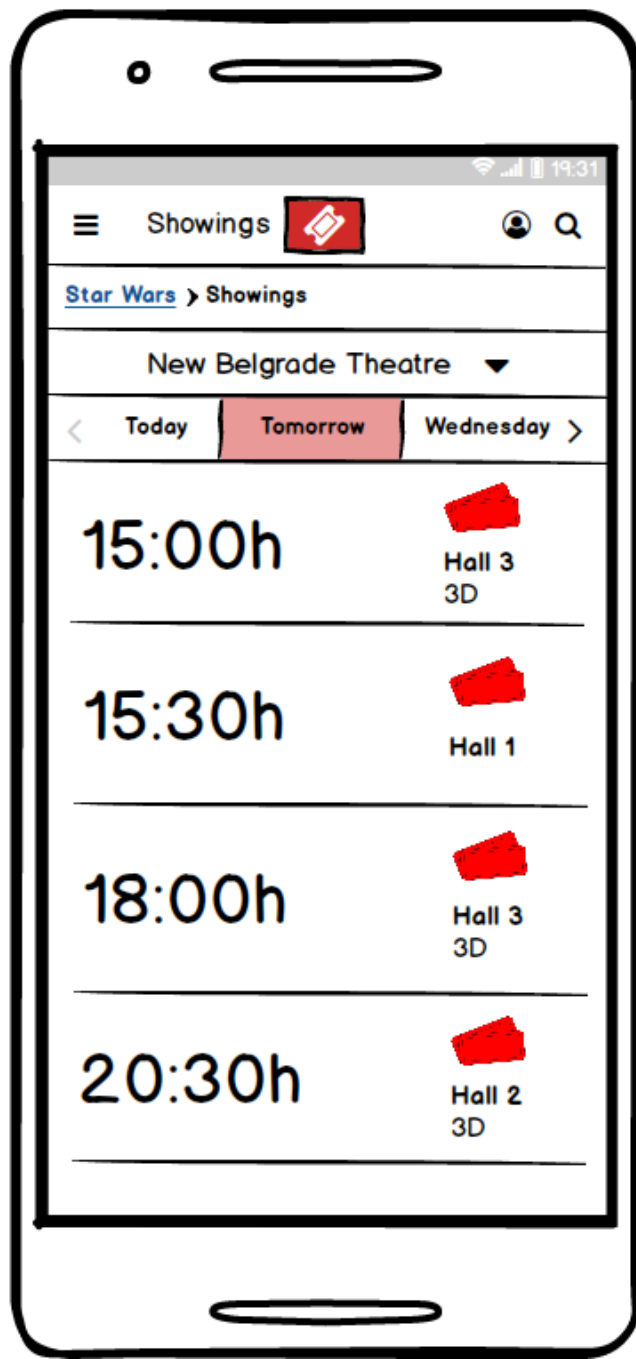 19:31
Showings
Star Wars > Showings
New Belgrade Theatre
< Today Tomorrow Wednesday >
15:00h
Hall 3
3D
15:30h
Hall 1
18:00h
Hall 3
3D
20:30h
Hall 2
3D